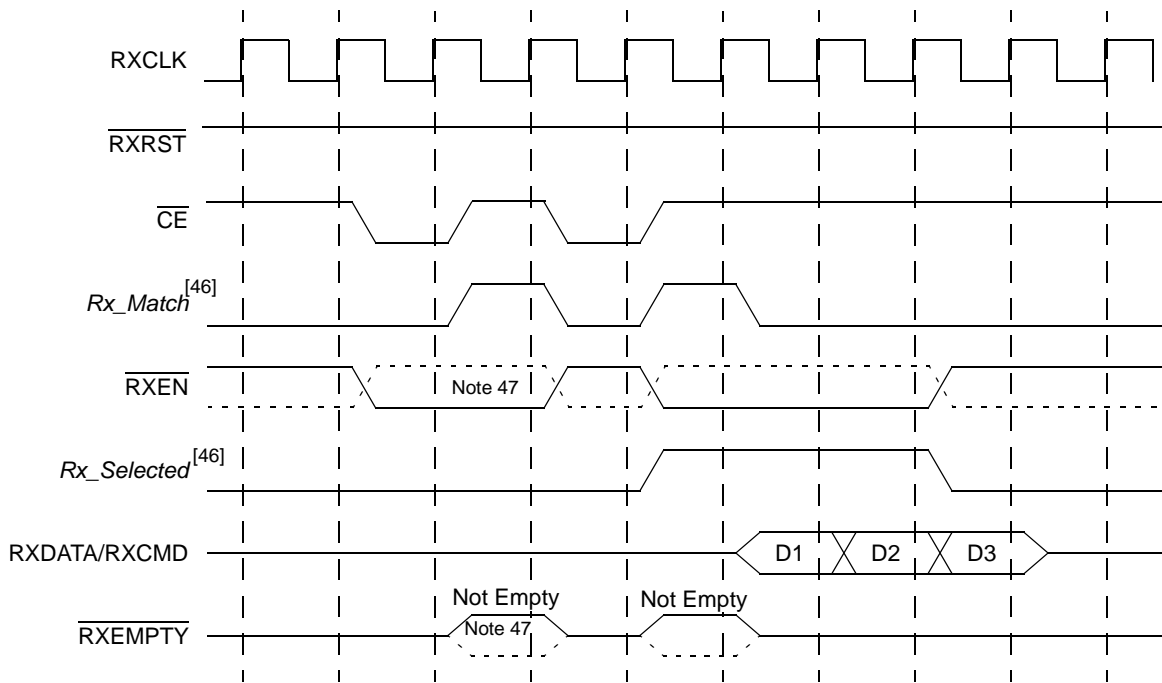 RXCLK
RXRST
CE
Rx_Match[46]
RXEN
Note 47
Rx_Selected[46]
RXDATA/RXCMD
D1
D2
D3
Not Empty
Not Empty
RXEMPTY
Note 47